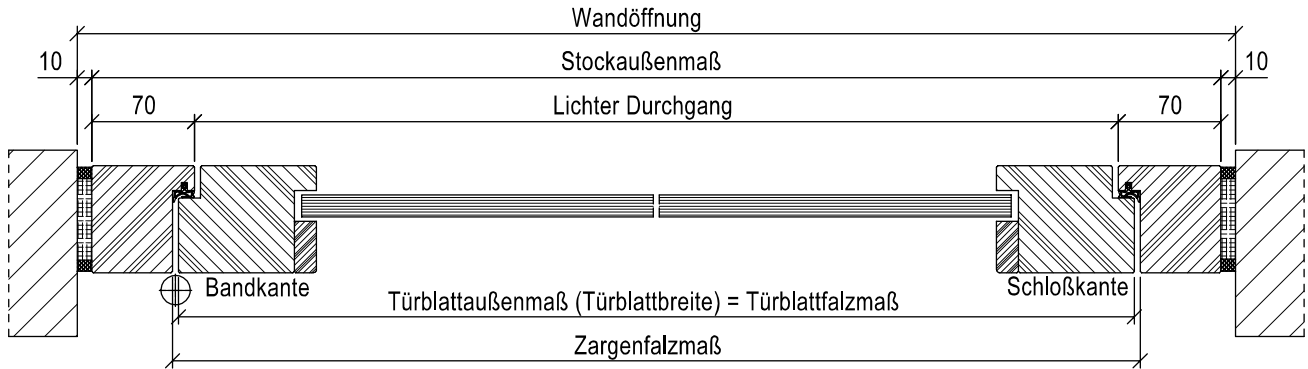 Wandöffnung
10 Stockaußenmaß 10
70 Lichter Durchgang 70
Bandkante Schloßkante
Türblattaußenmaß (Türblattbreite) = Türblattfalzmaß
Zargenfalzmaß